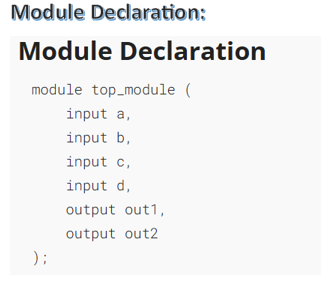 Module Declaration:
Module Declaration
module top_module (
    input a,
    input b,
    input c,
    input d,
    output out1,
    output out2
);